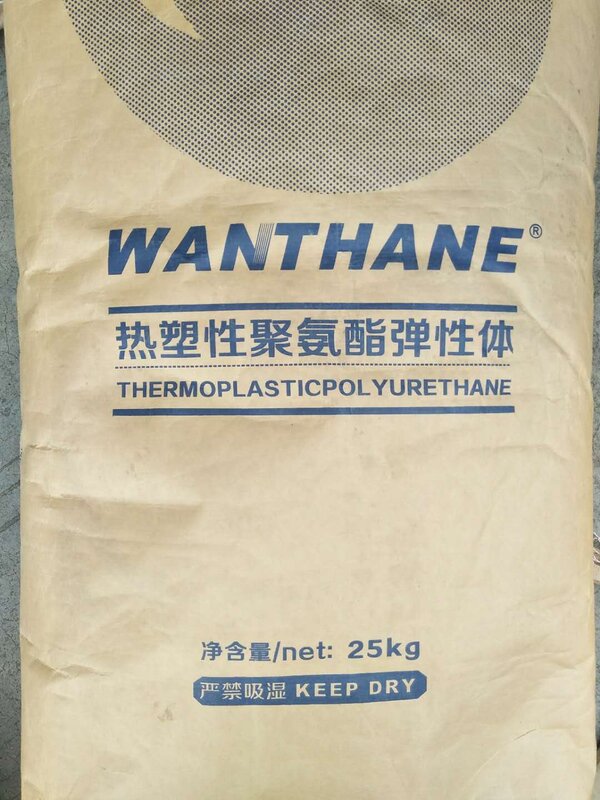 WANTHANE®
热塑性聚氨酯弹性体
THERMOPLASTICPOLYURETHANE
净含量/net: 25kg
严禁吸湿 KEEP DRY